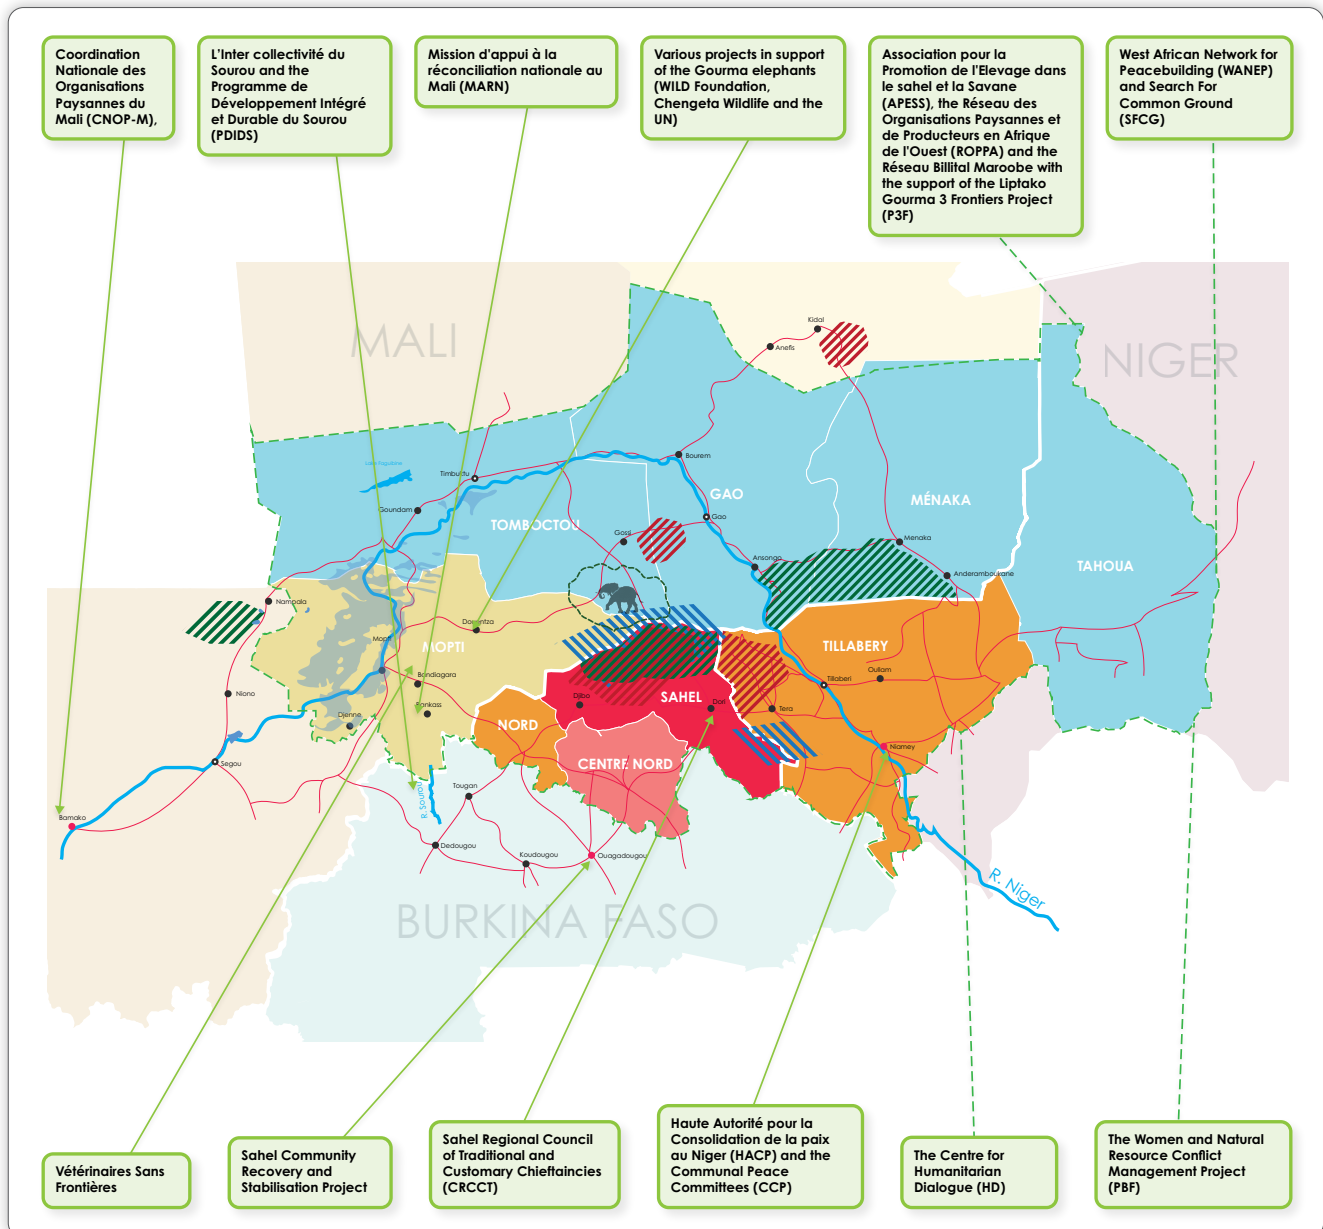 Coordination
Nationale des
Organisations
Paysannes du
Mali (CNOP-M),
L'Inter collectivité du
Sourou and the
Programme de
Développement Intégré
et Durable du Sourou
(PDIDS)
Mission d'appui à la
réconciliation nationale au
Mali (MARN)
Various projects in support
of the Gourma elephants
(WILD Foundation,
Chengeta Wildlife and the
UN)
Association pour la
Promotion de l'Elevage dans
le sahel et la Savane
(APESS), the Réseau des
Organisations Paysannes et
de Producteurs en Afrique
de l'Ouest (ROPPA) and the
Réseau Billital Maroobe with
the support of the Liptako
Gourma 3 Frontiers Project
(P3F)
West African Network for
Peacebuilding (WANEP)
and Search For
Common Ground
(SFCG)
MALI
NIGER
Kidal
Anefis
Bourem
Timbuktu
GAO
MÉNAKA
Goundam
TOMBOCTOU
Gao
Gossi
Menaka
Ansongo
TAHOUA
Anderamboukane
Nampala
Douentza
Mopti
MOPTI
TILLABERY
Bandiagara
Oullam
Tillaberi
Niono
SAHEL
Djibo
Dori
Bankass
Tera
Djenne
NORD
Niamey
Segou
CENTRE NORD
Tougan
R. Sourou
Bamako
Dedougou
Koudougou
Ouagadougou
R. Niger
BURKINA FASO
Vétérinaires Sans
Frontières
Sahel Community
Recovery and
Stabilisation Project
Sahel Regional Council
of Traditional and
Customary Chieftaincies
(CRCCT)
Haute Autorité pour la
Consolidation de la paix
au Niger (HACP) and the
Communal Peace
Committees (CCP)
The Centre for
Humanitarian
Dialogue (HD)
The Women and Natural
Resource Conflict
Management Project
(PBF)